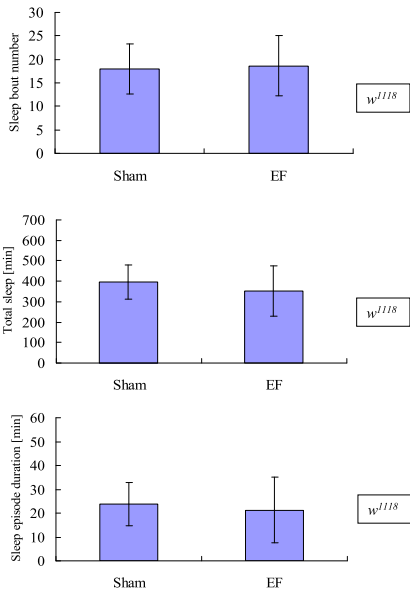 Sleep bout number
30
25
20
15
10
5
0
Sham EF
w1118
Total sleep [min]
700
600
500
400
300
200
100
0
Sham EF
w1118
Sleep episode duration [min]
60
50
40
30
20
10
0
Sham EF
w1118